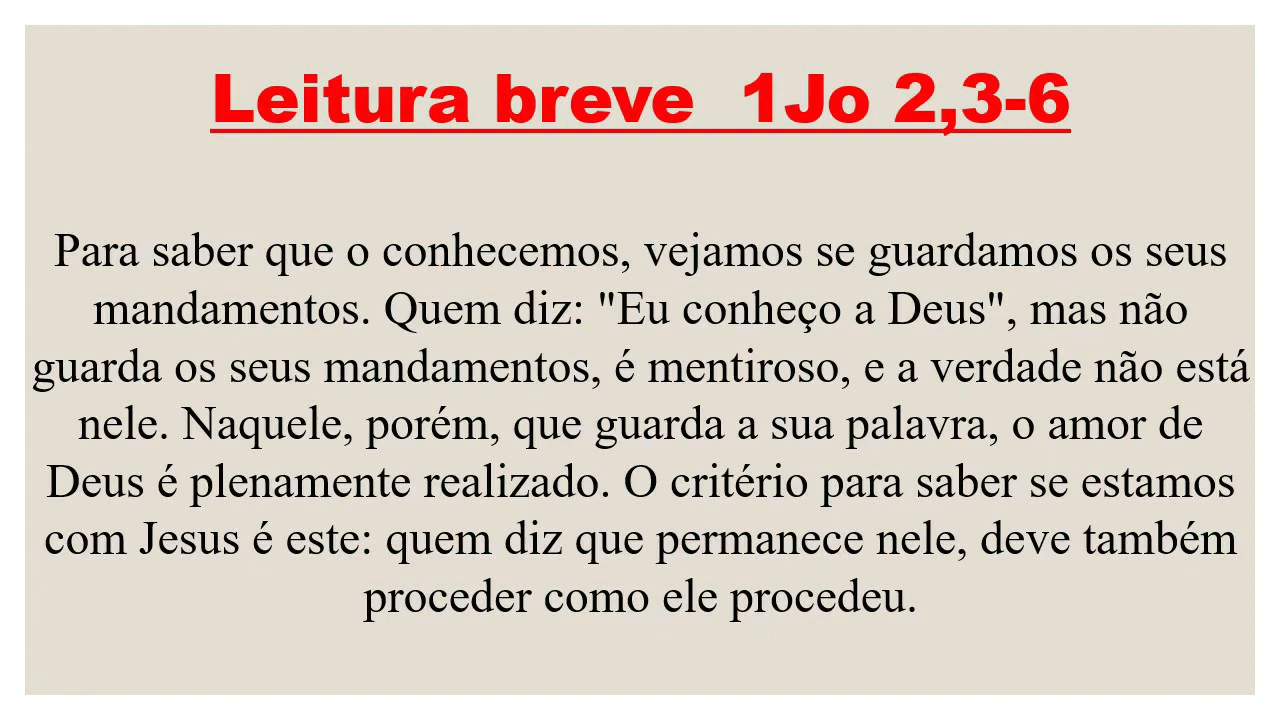 Leitura breve  1Jo 2,3-6
Para saber que o conhecemos, vejamos se guardamos os seus
mandamentos. Quem diz: "Eu conheço a Deus", mas não
guarda os seus mandamentos, é mentiroso, e a verdade não está
nele. Naquele, porém, que guarda a sua palavra, o amor de
Deus é plenamente realizado. O critério para saber se estamos
com Jesus é este: quem diz que permanece nele, deve também
proceder como ele procedeu.